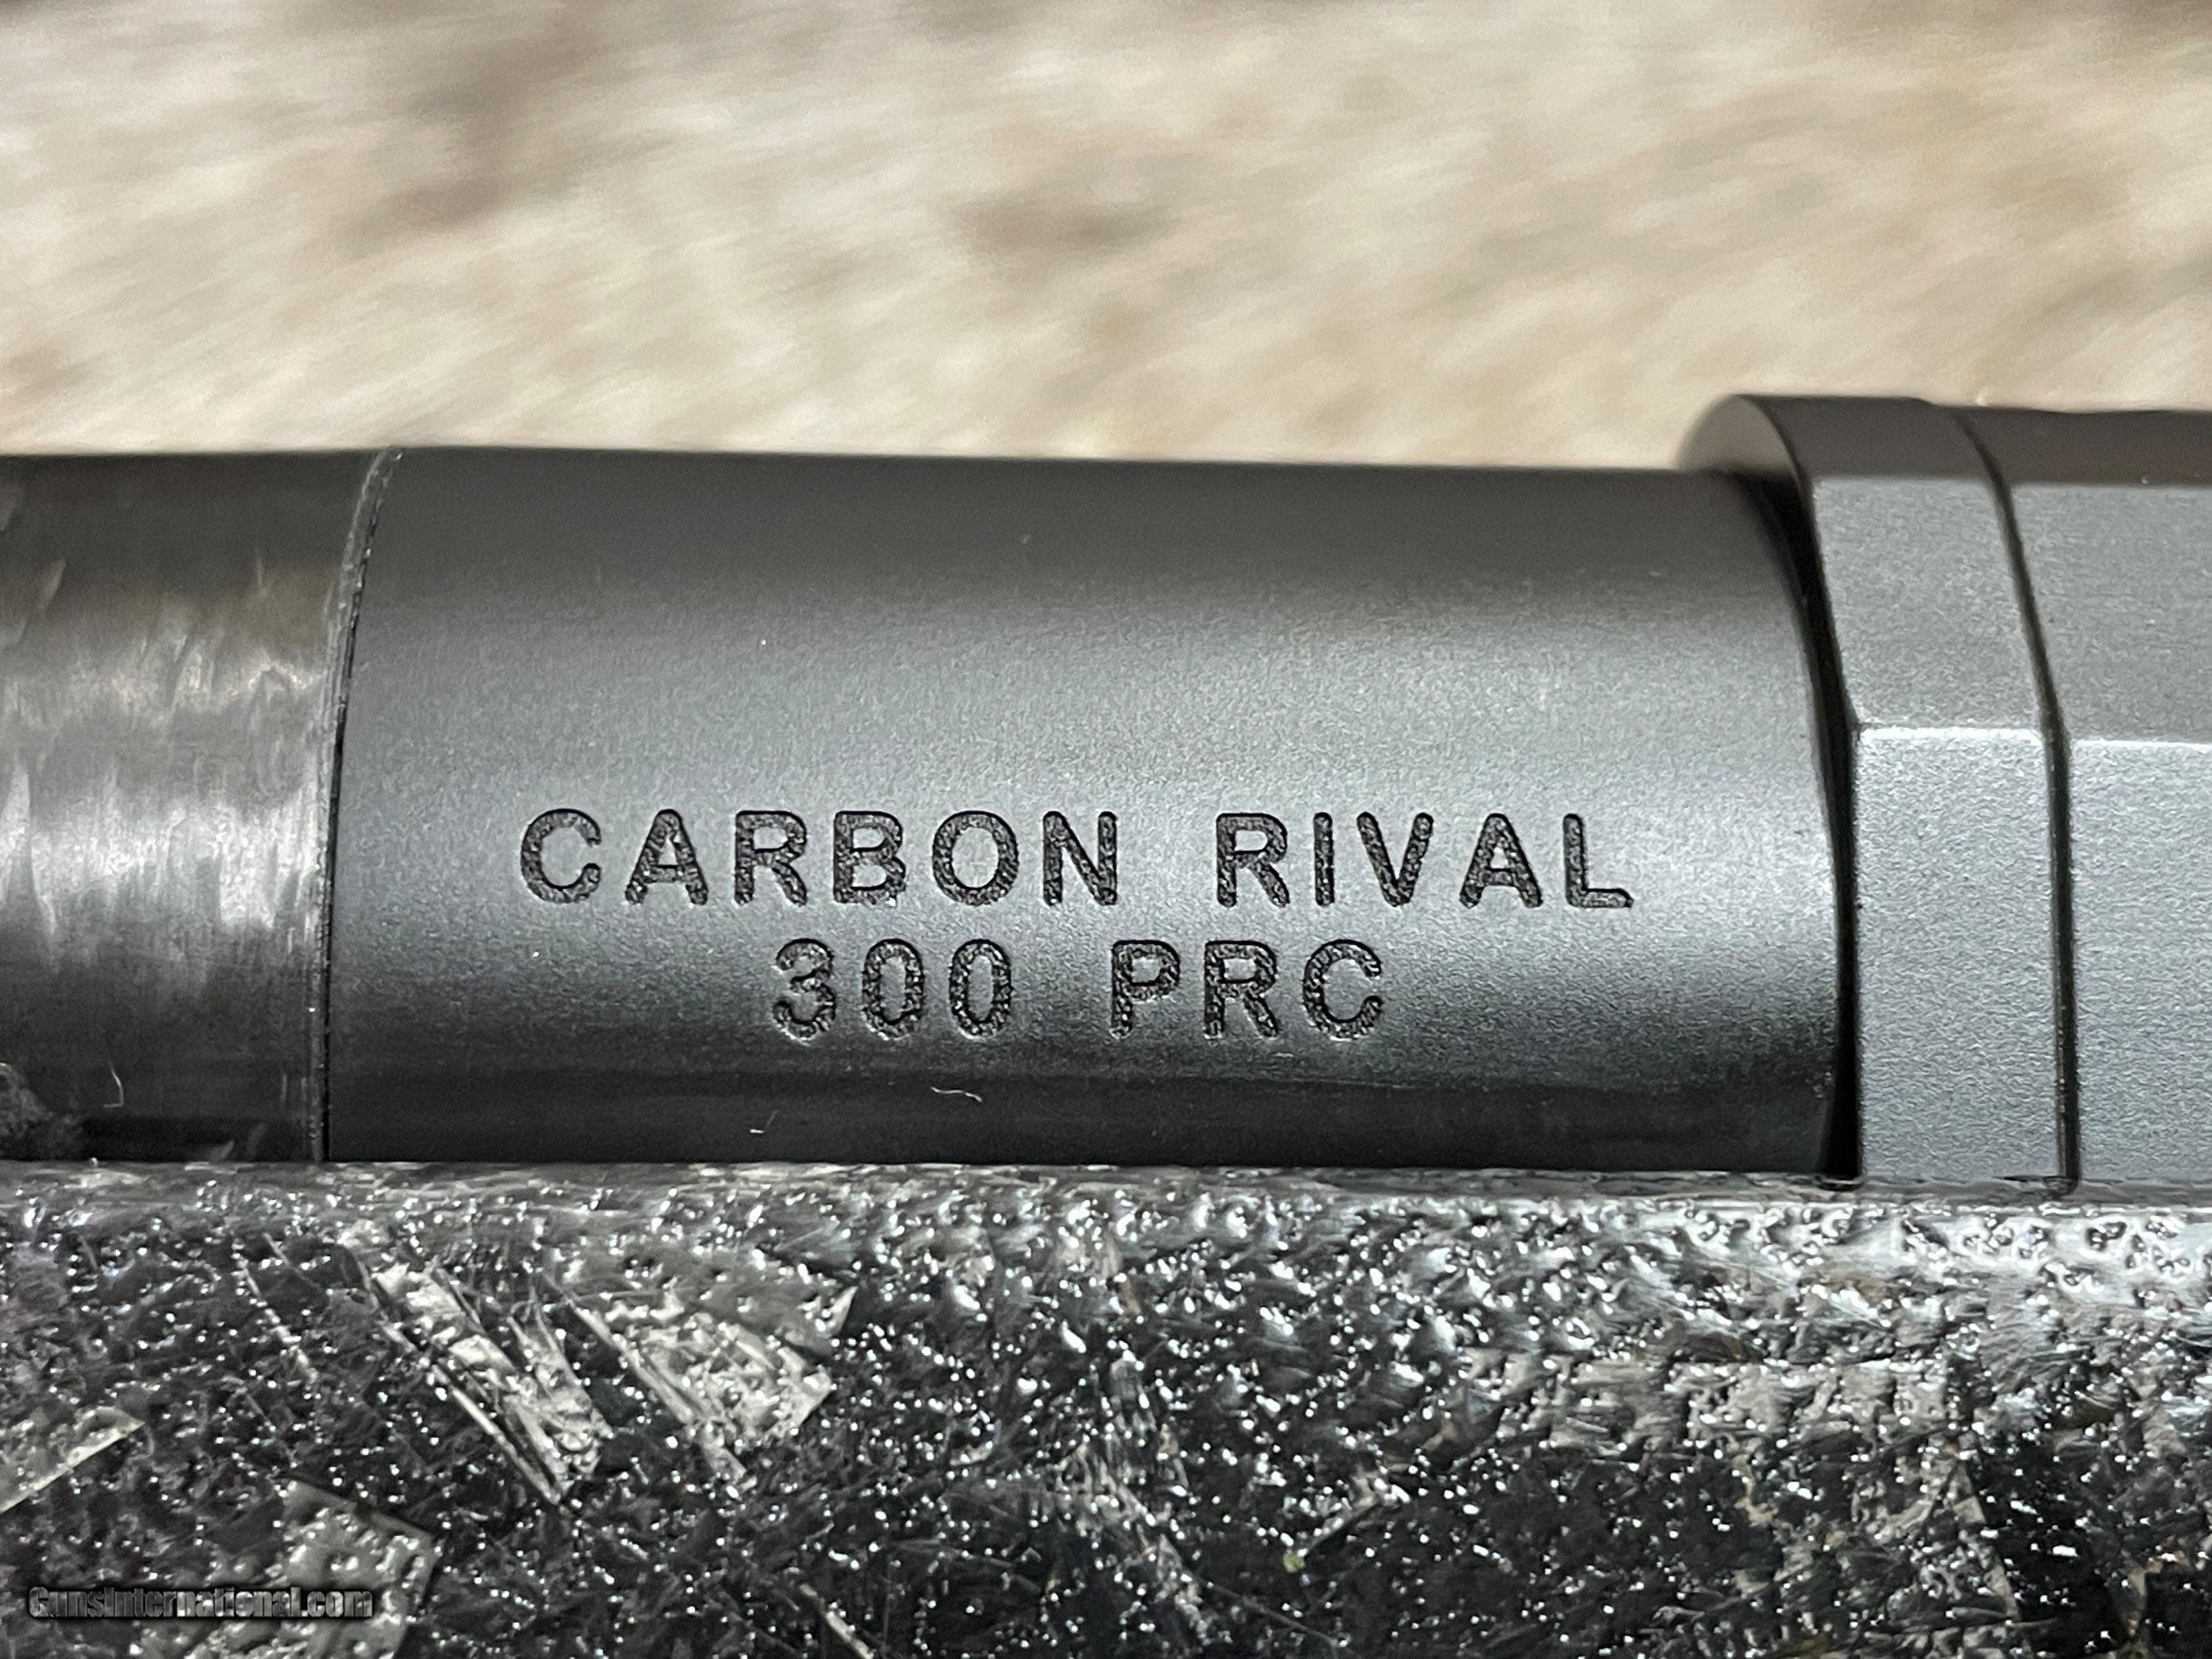 CARBON RIVAL
300 PRC
GunsInternational.com